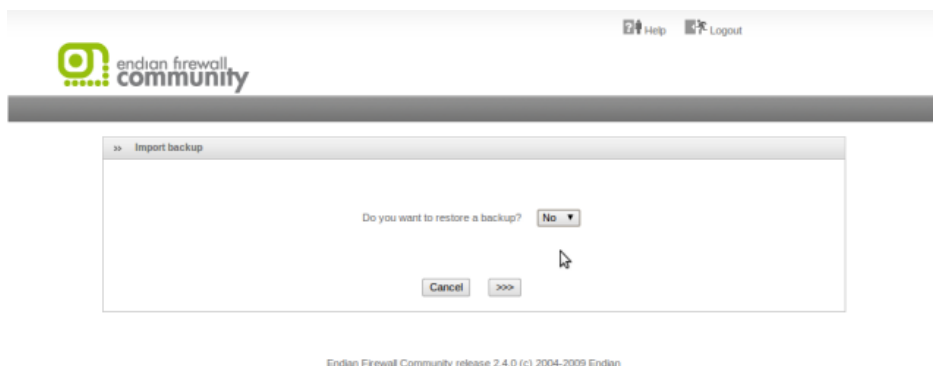 Help Logout
endian firewall
community
» Import backup
Do you want to restore a backup? No ▼
Cancel >>>
Endian Firewall Community release 2.4.0 (c) 2004-2009 Endian